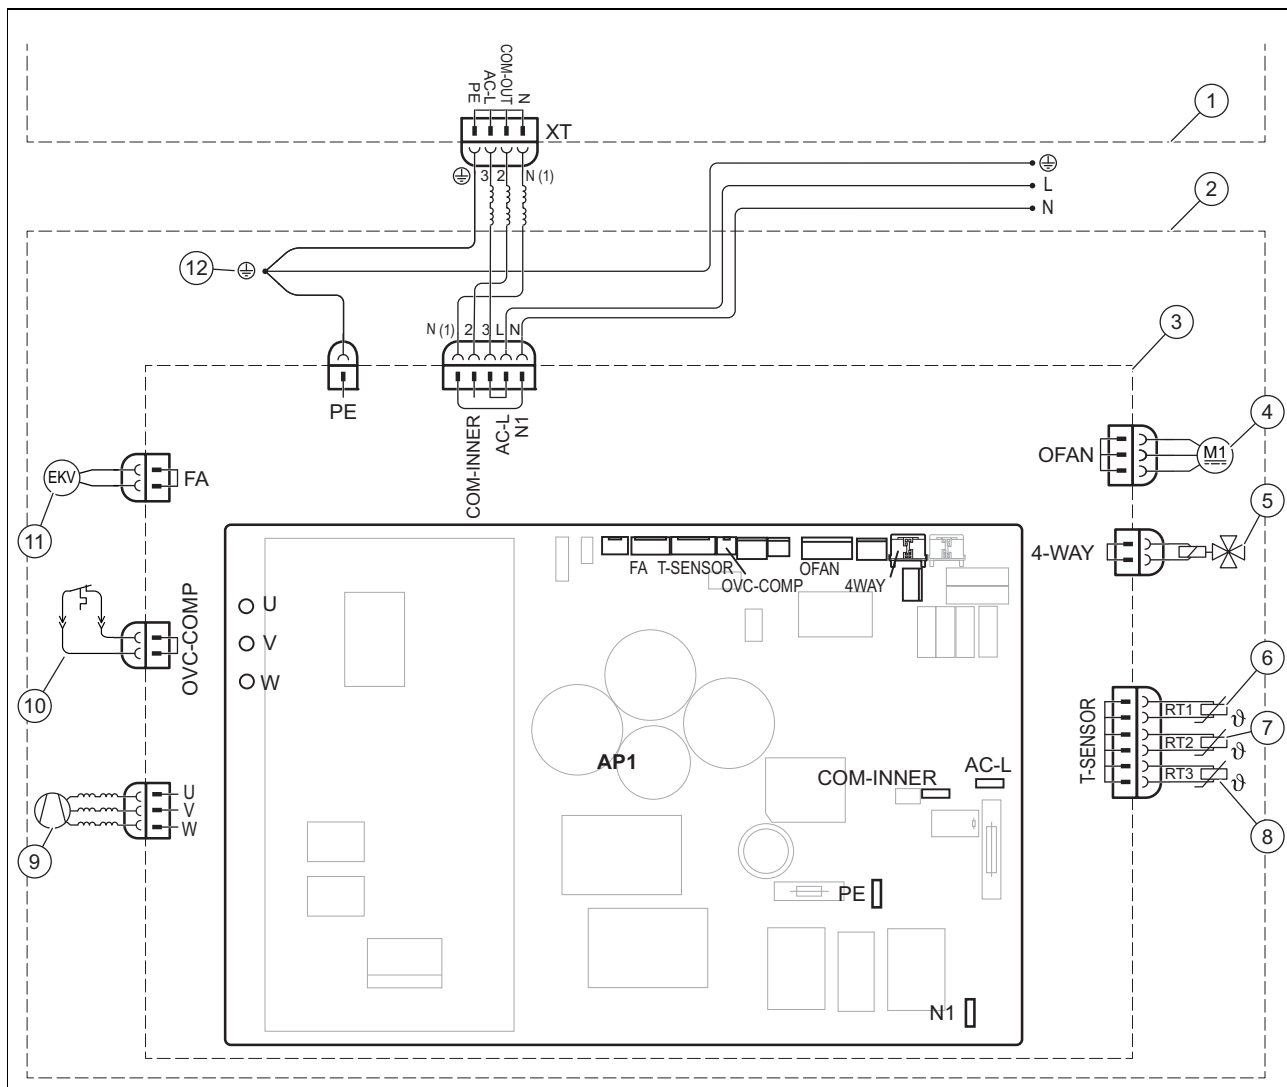 PE
AC-L
COM-OUT
N
XT
1
3 2 N (1)
L
N
2
12
N (1) 2 3 L N
3
PE
COM-INNER
AC-L
N1
4
OFAN
M1
EKV
FA
11
5
4-WAY
FA T-SENSOR OFAN
OVC-COMP 4WAY
OVC-COMP
U
V
W
10
6
T-SENSOR
RT1 ϑ
7
RT2 ϑ
RT3 ϑ
8
AP1
COM-INNER
AC-L
U
V
W
9
PE
N1